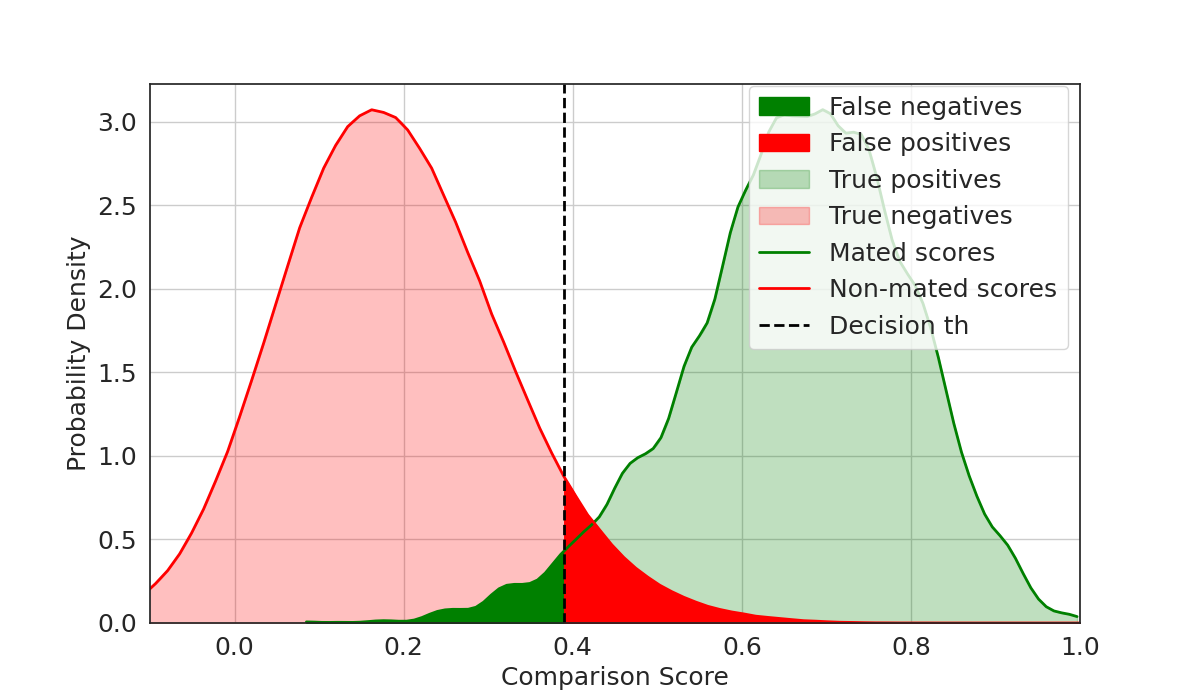 False negatives
False positives
True positives
True negatives
Mated scores
Non-mated scores
Decision th
Probability Density
3.0
2.5
2.0
1.5
1.0
0.5
0.0
0.0 0.2 0.4 0.6 0.8 1.0
Comparison Score